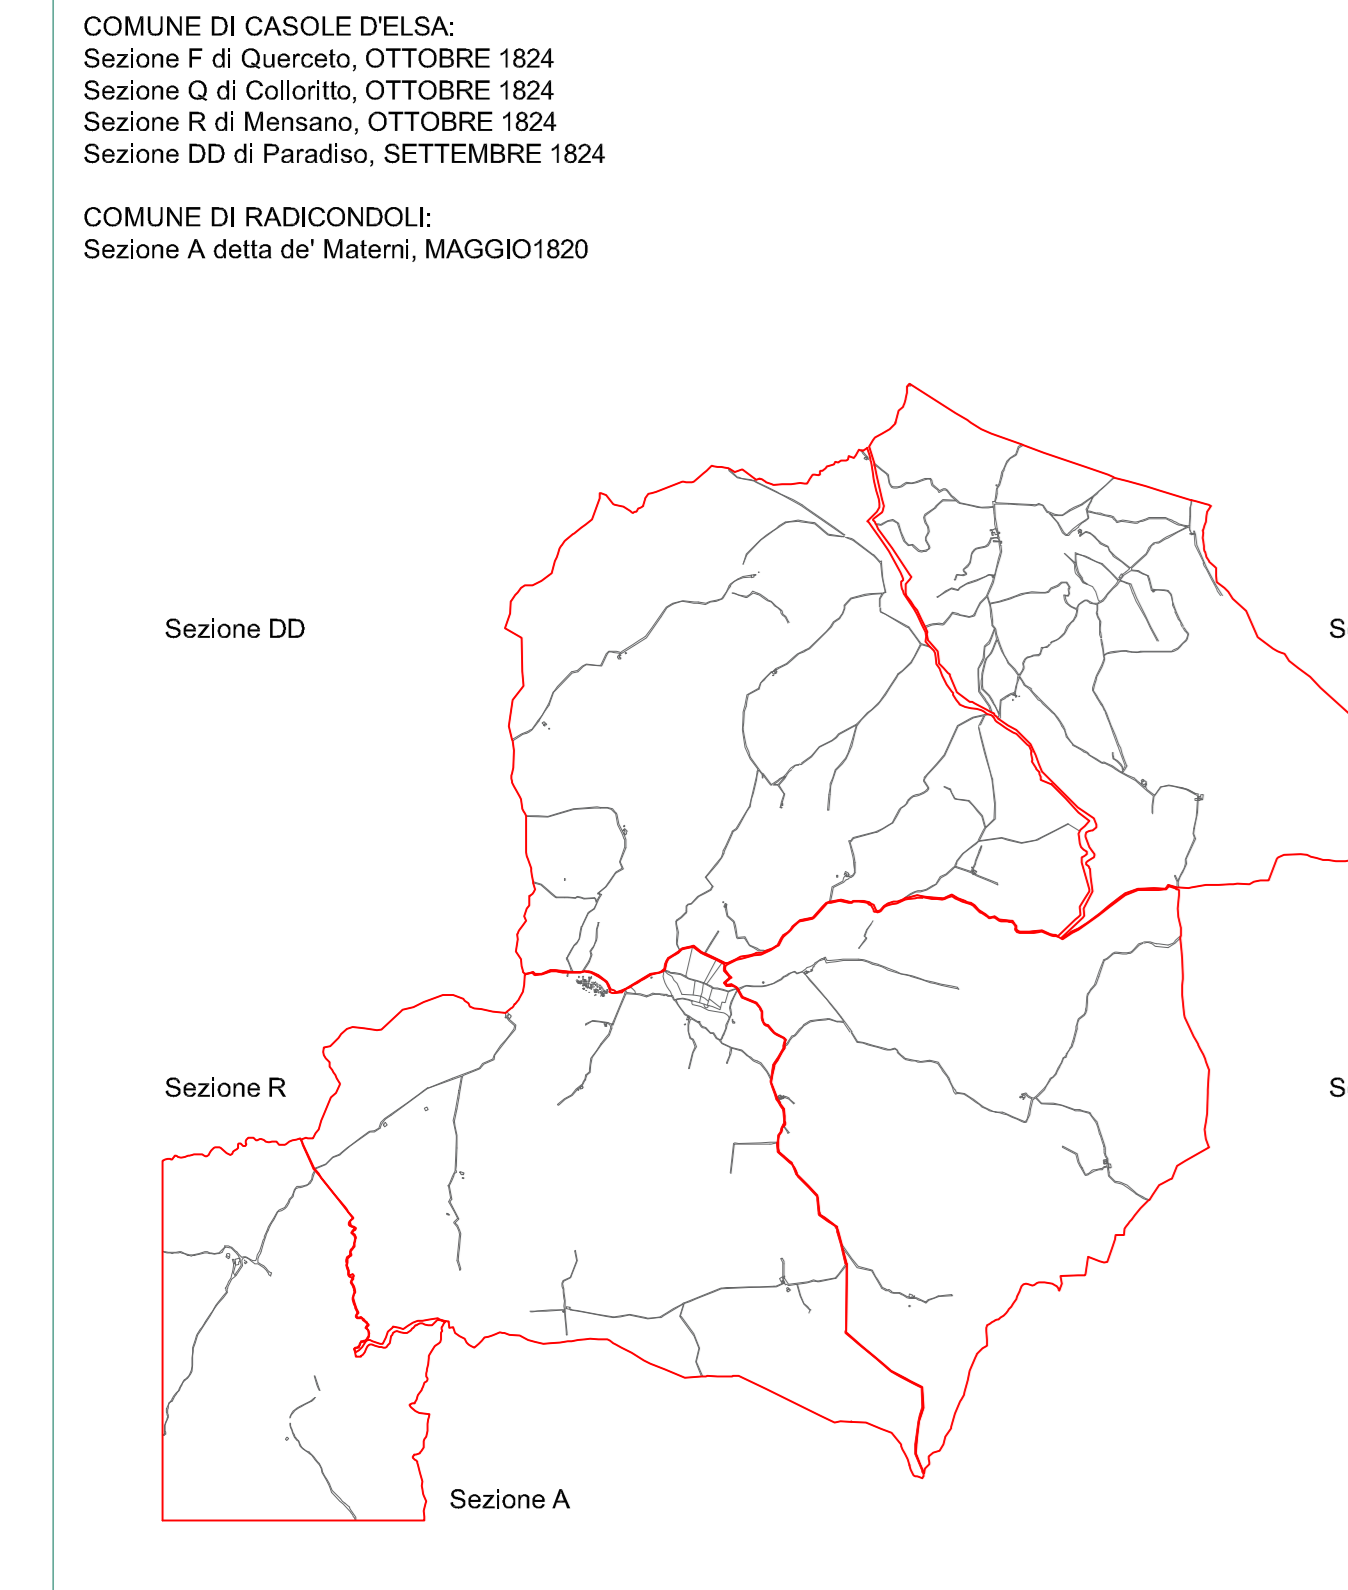 COMUNE DI CASOLE D'ELSA:
Sezione F di Querceto, OTTOBRE 1824
Sezione Q di Colloritto, OTTOBRE 1824
Sezione R di Mensano, OTTOBRE 1824
Sezione DD di Paradiso, SETTEMBRE 1824
COMUNE DI RADICONDOLI:
Sezione A detta de' Materni, MAGGIO1820
Sezione DD
Sezione R
Sezione A